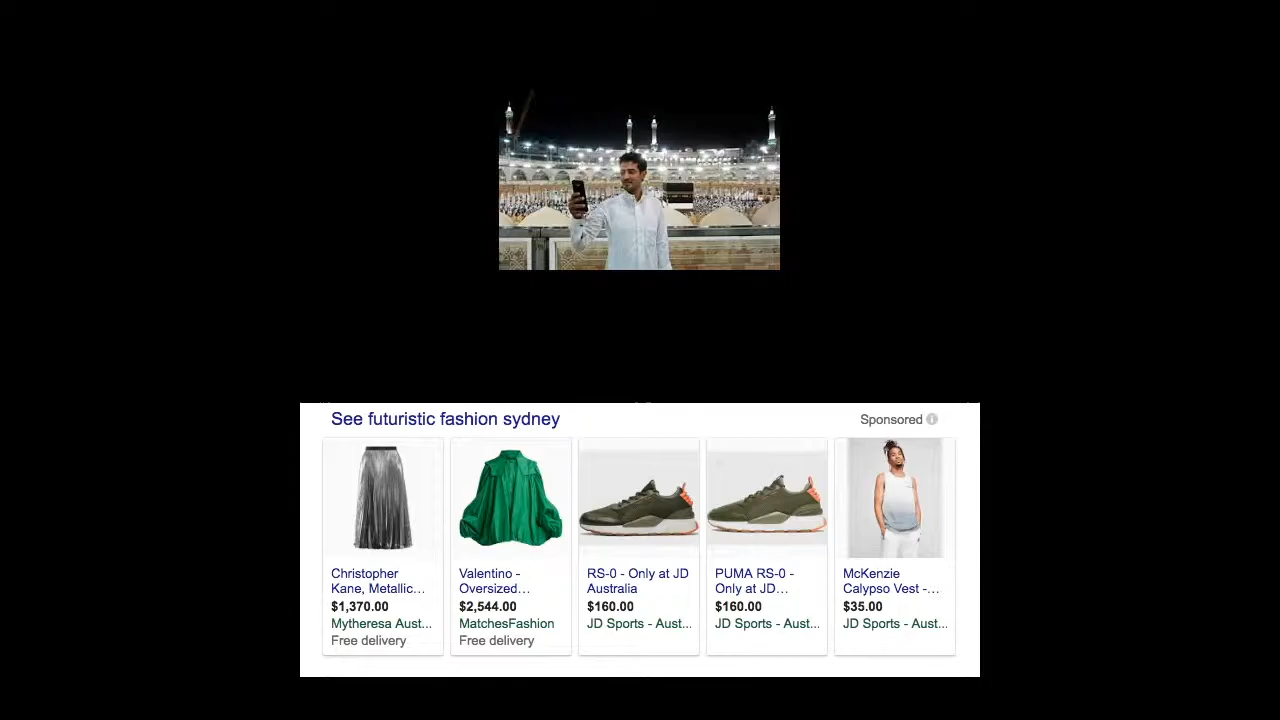 See futuristic fashion sydney
Sponsored
Christopher
Kane, Metallic...
$1,370.00
Mytheresa Aust...
Free delivery
Valentino -
Oversized...
$2,544.00
MatchesFashion
Free delivery
RS-0 - Only at JD
Australia
$160.00
JD Sports - Aust...
PUMA RS-0 -
Only at JD...
$160.00
JD Sports - Aust...
McKenzie
Calypso Vest -...
$35.00
JD Sports - Aust...